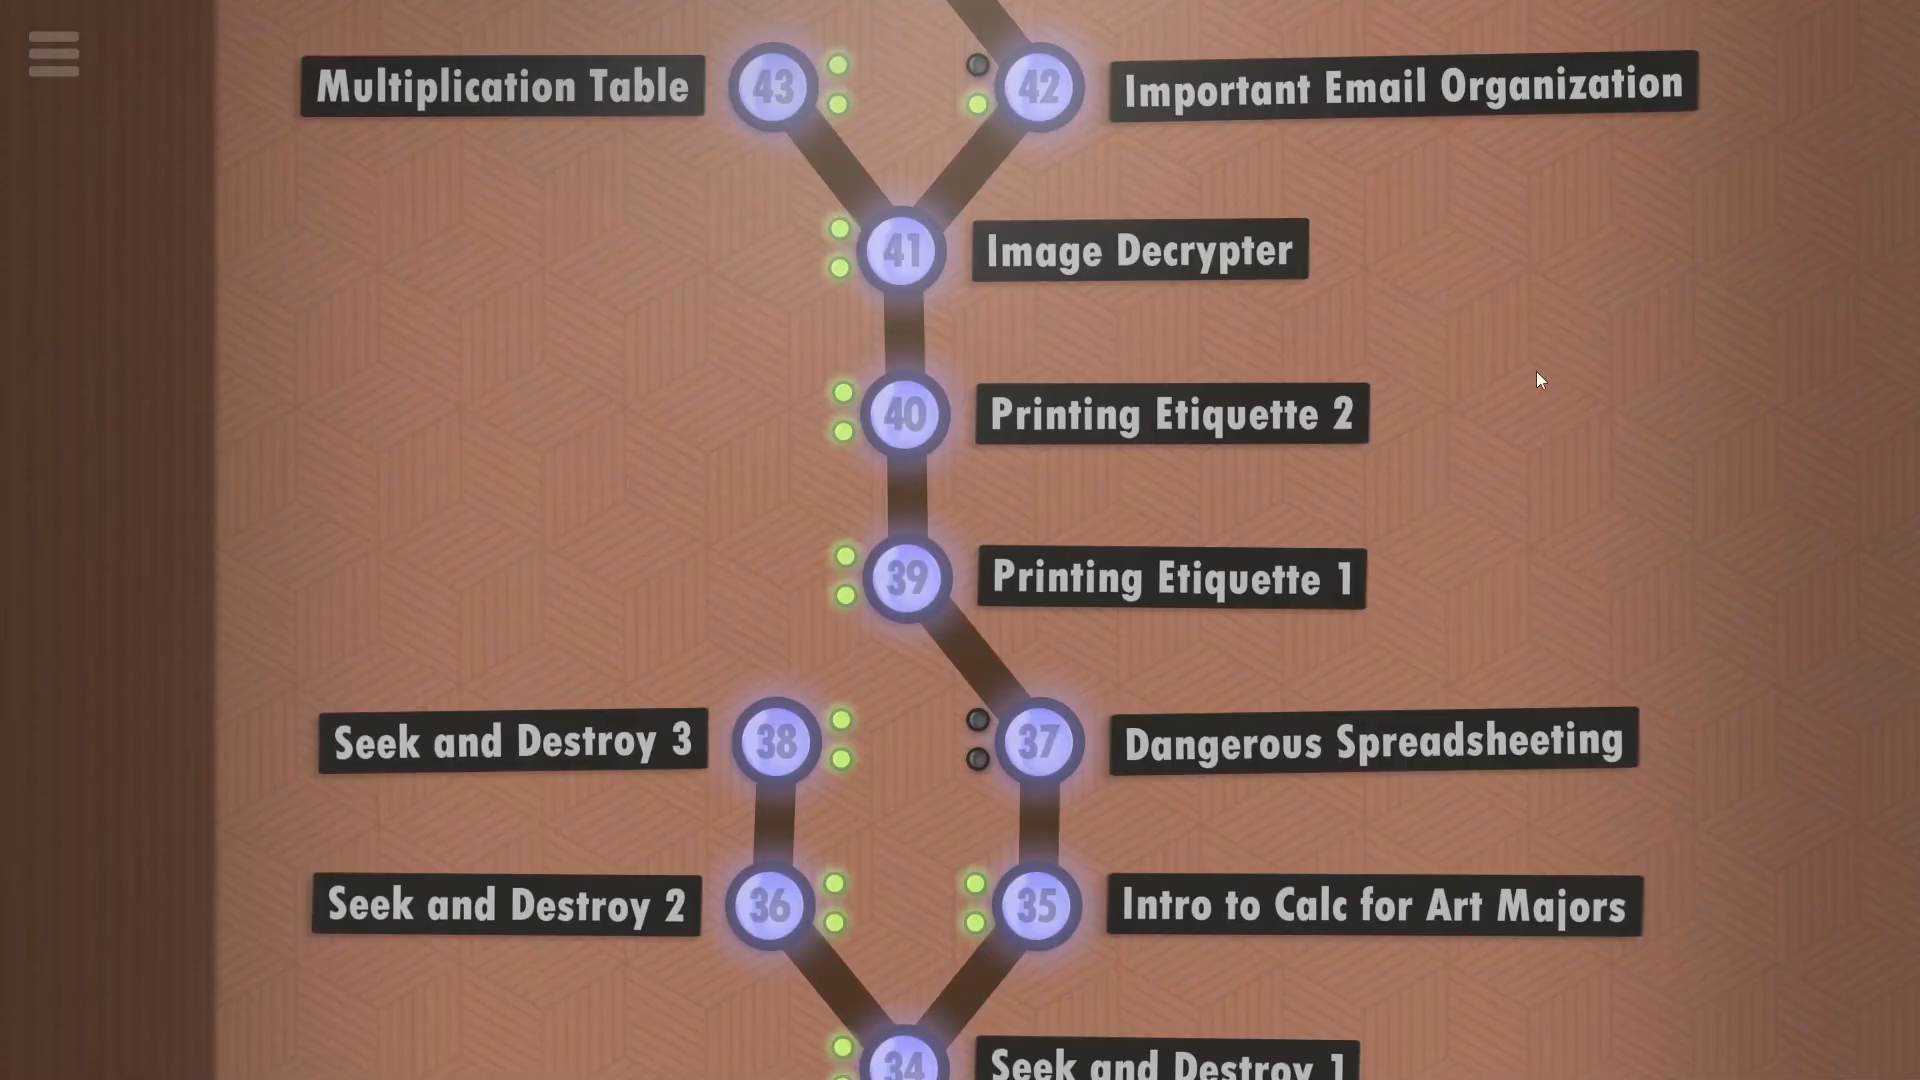 Multiplication Table 43 42 Important Email Organization
41 Image Decrypter
40 Printing Etiquette 2
39 Printing Etiquette 1
Seek and Destroy 3 38 37 Dangerous Spreadsheeting
Seek and Destroy 2 36 35 Intro to Calc for Art Majors
34 Seek and Destroy 1